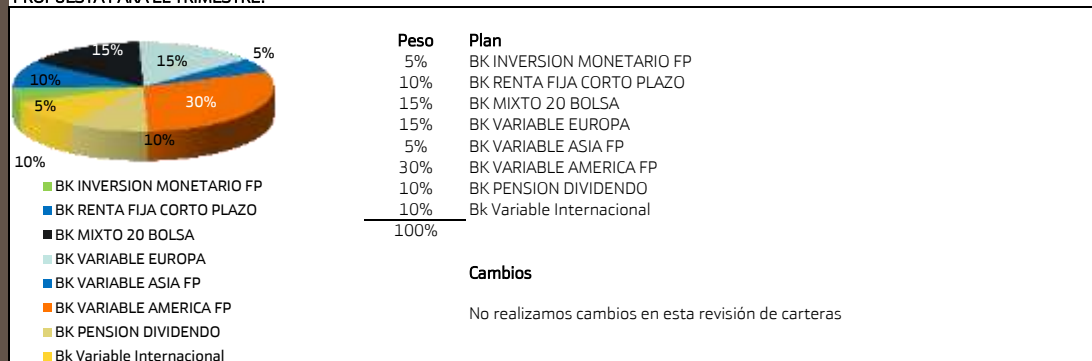 PROPUESTA PARA EL TRIMESTRE:
15%
15%
5%
10%
30%
5%
10%
10%
BK INVERSION MONETARIO FP
BK RENTA FIJA CORTO PLAZO
BK MIXTO 20 BOLSA
BK VARIABLE EUROPA
BK VARIABLE ASIA FP
BK VARIABLE AMERICA FP
BK PENSION DIVIDENDO
Bk Variable Internacional
Peso Plan
5% BK INVERSION MONETARIO FP
10% BK RENTA FIJA CORTO PLAZO
15% BK MIXTO 20 BOLSA
15% BK VARIABLE EUROPA
5% BK VARIABLE ASIA FP
30% BK VARIABLE AMERICA FP
10% BK PENSION DIVIDENDO
10% Bk Variable Internacional
100%
Cambios
No realizamos cambios en esta revisión de carteras